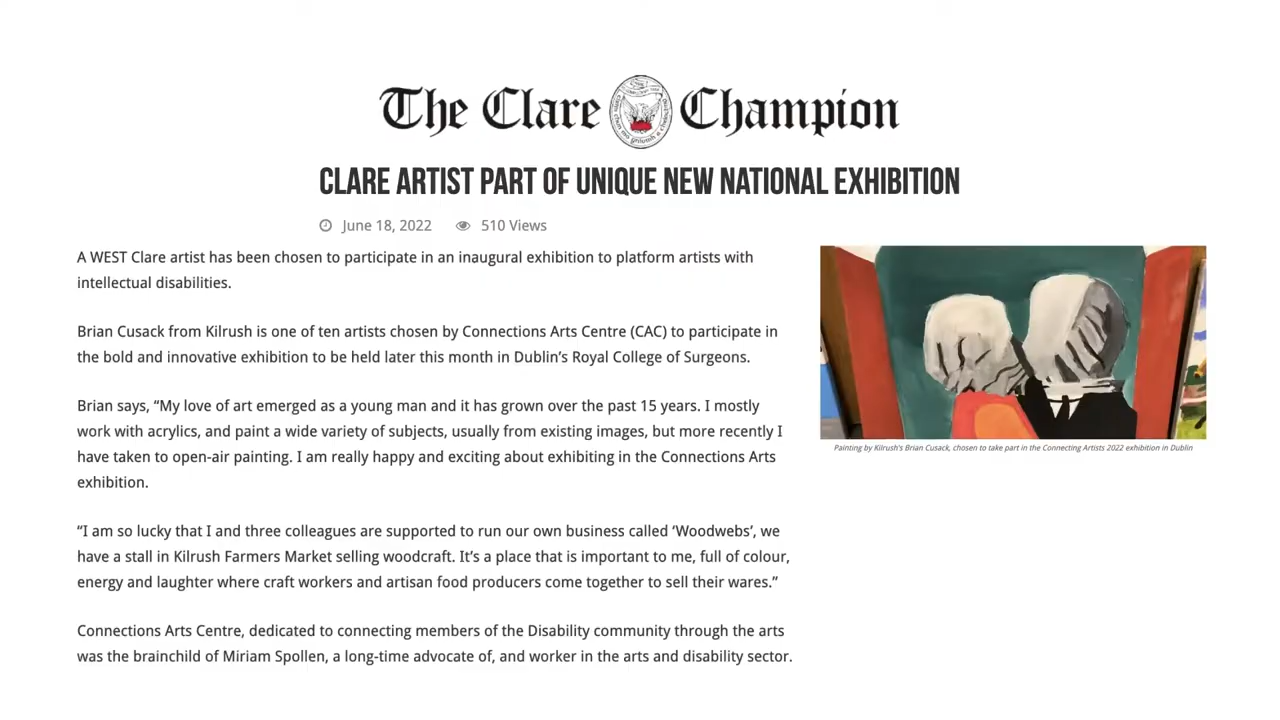 The Clare Champion
CLARE ARTIST PART OF UNIQUE NEW NATIONAL EXHIBITION
June 18, 2022 510 Views
A WEST Clare artist has been chosen to participate in an inaugural exhibition to platform artists with
intellectual disabilities.
Brian Cusack from Kilrush is one of ten artists chosen by Connections Arts Centre (CAC) to participate in
the bold and innovative exhibition to be held later this month in Dublin’s Royal College of Surgeons.
Brian says, “My love of art emerged as a young man and it has grown over the past 15 years. I mostly
work with acrylics, and paint a wide variety of subjects, usually from existing images, but more recently I
have taken to open-air painting. I am really happy and exciting about exhibiting in the Connections Arts
exhibition.
“I am so lucky that I and three colleagues are supported to run our own business called ‘Woodwebs’, we
have a stall in Kilrush Farmers Market selling woodcraft. It’s a place that is important to me, full of colour,
energy and laughter where craft workers and artisan food producers come together to sell their wares.”
Connections Arts Centre, dedicated to connecting members of the Disability community through the arts
was the brainchild of Miriam Spollen, a long-time advocate of, and worker in the arts and disability sector.
Painting by Kilrush's Brian Cusack, chosen to take part in the Connecting Artists 2022 exhibition in Dublin